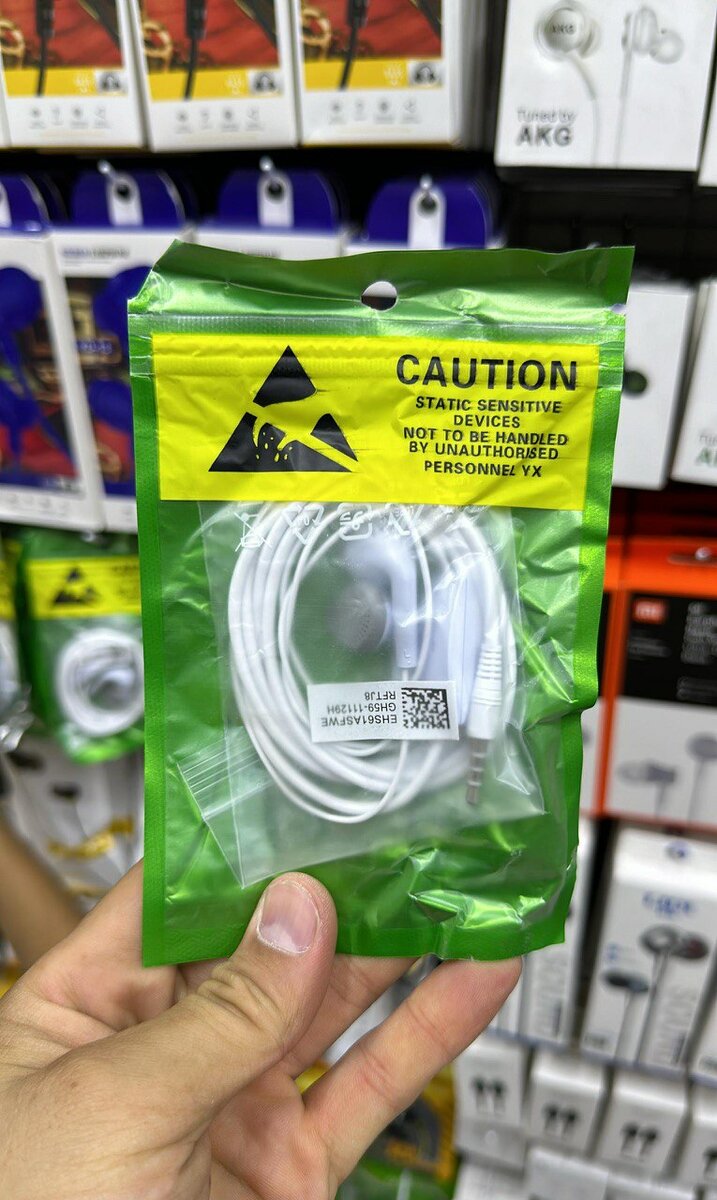 Tuned by
AKG
CAUTION
STATIC SENSITIVE
DEVICES
NOT TO BE HANDLED
BY UNAUTHORISED
PERSONNEL YX
EHS61ASFWE
GH59-11129H
RFTJ8